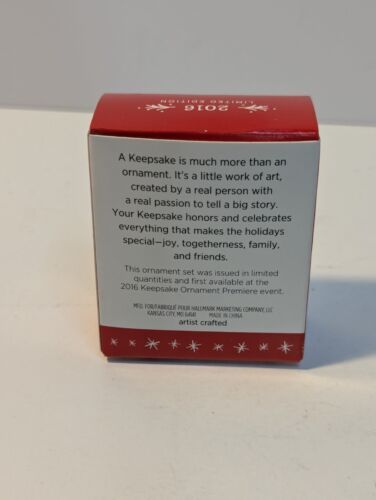 2016
LIMITED EDITION
A Keepsake is much more than an
ornament. It's a little work of art,
created by a real person with
a real passion to tell a big story.
Your Keepsake honors and celebrates
everything that makes the holidays
special—joy, togetherness, family,
and friends.
This ornament set was issued in limited
quantities and first available at the
2016 Keepsake Ornament Premiere event.
MFD. FOR/FABRIQUÉ POUR HALLMARK MARKETING COMPANY, LLC
KANSAS CITY, MO 64141 MADE IN CHINA
artist crafted